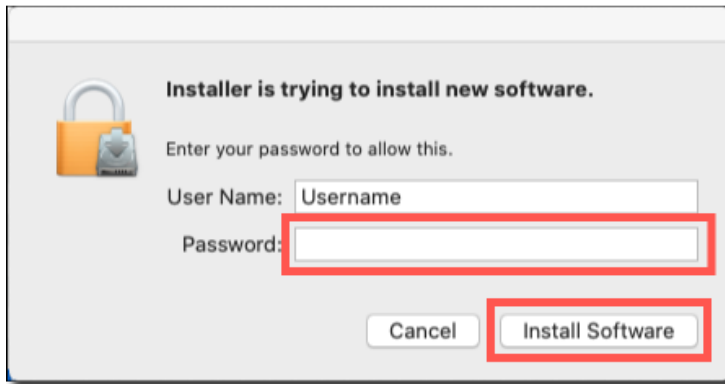 Installer is trying to install new software.
Enter your password to allow this.
User Name: Username
Password:
Cancel Install Software